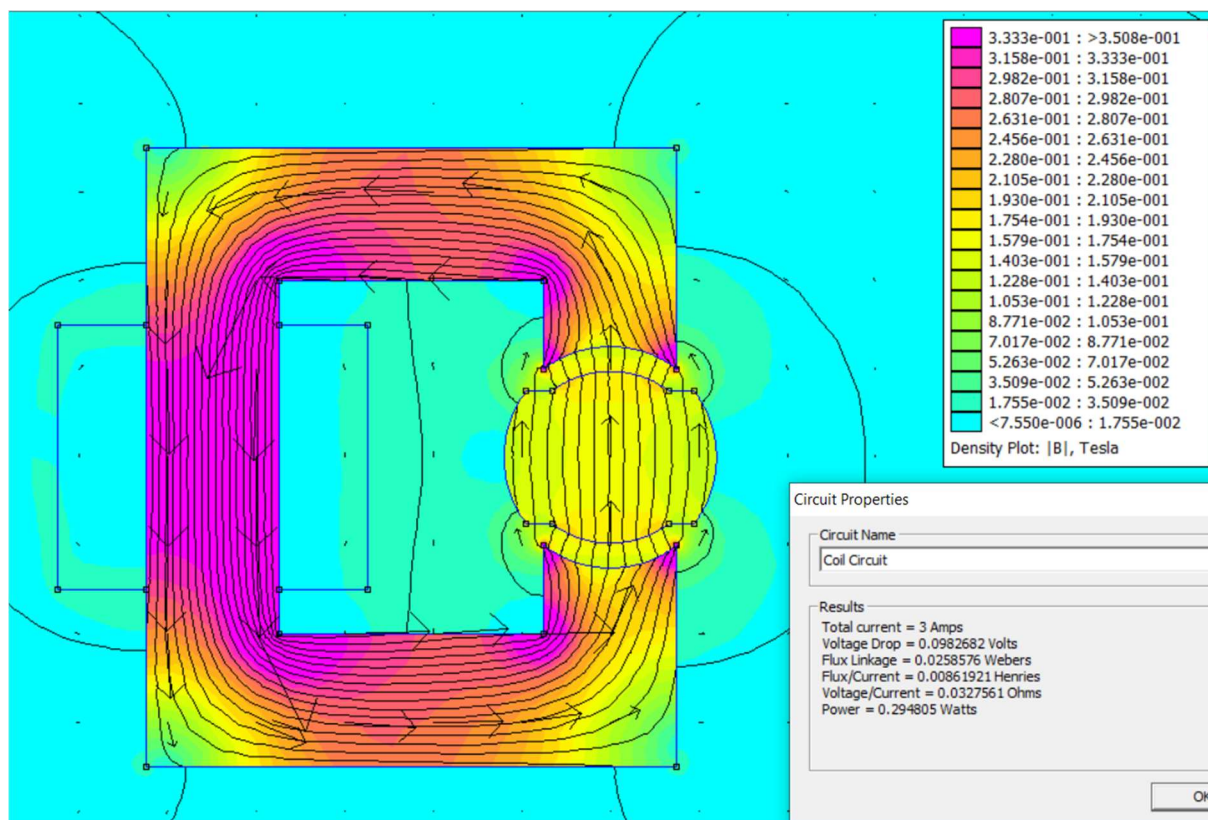 3.333e-001 : >3.508e-001
3.158e-001 : 3.333e-001
2.982e-001 : 3.158e-001
2.807e-001 : 2.982e-001
2.631e-001 : 2.807e-001
2.456e-001 : 2.631e-001
2.280e-001 : 2.456e-001
2.105e-001 : 2.280e-001
1.930e-001 : 2.105e-001
1.754e-001 : 1.930e-001
1.579e-001 : 1.754e-001
1.403e-001 : 1.579e-001
1.228e-001 : 1.403e-001
1.053e-001 : 1.228e-001
8.771e-002 : 1.053e-001
7.017e-002 : 8.771e-002
5.263e-002 : 7.017e-002
3.509e-002 : 5.263e-002
1.755e-002 : 3.509e-002
<7.550e-006 : 1.755e-002
Density Plot: |B|, Tesla
Circuit Properties
Circuit Name
Coil Circuit
Results
Total current = 3 Amps
Voltage Drop = 0.0982682 Volts
Flux Linkage = 0.0258576 Webers
Flux/Current = 0.00861921 Henries
Voltage/Current = 0.0327561 Ohms
Power = 0.294805 Watts
OK